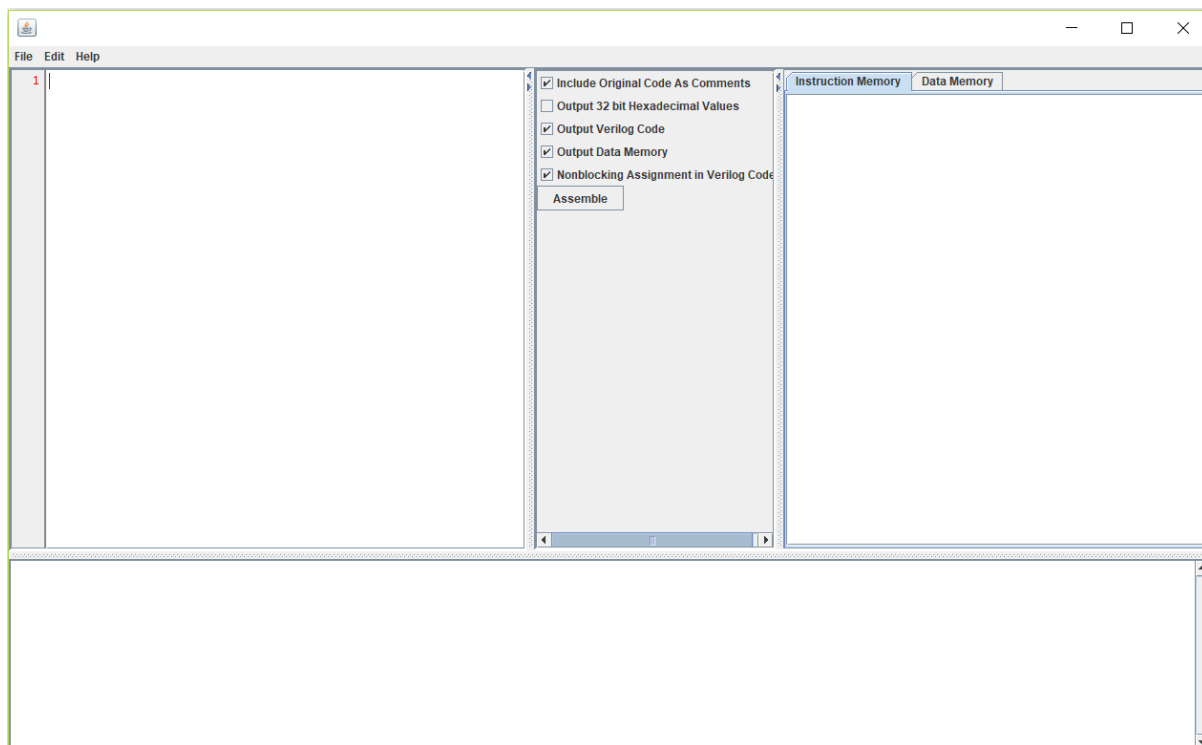 File Edit Help
1
Include Original Code As Comments
Output 32 bit Hexadecimal Values
Output Verilog Code
Output Data Memory
Nonblocking Assignment in Verilog Code
Assemble
Instruction Memory Data Memory